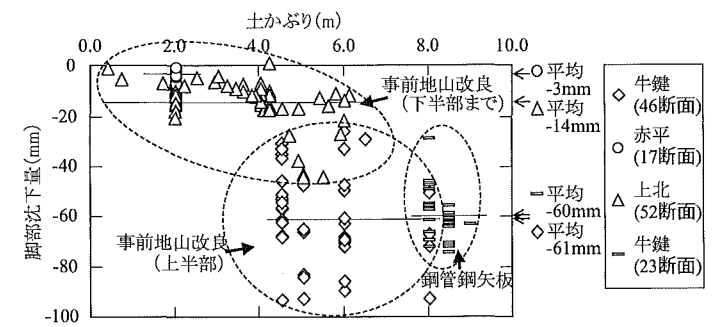 土かぶり(m)
0.0 2.0 4.0 6.0 8.0 10.0
脚部沈下量(mm)
0
-20
-40
-60
-80
-100
事前地山改良
(下半部まで)
事前地山改良
(上半部)
鋼管鋼矢板
平均
-3mm
平均
-14mm
平均
-60mm
平均
-61mm
牛鍵
(46断面)
赤平
(17断面)
上北
(52断面)
牛鍵
(23断面)